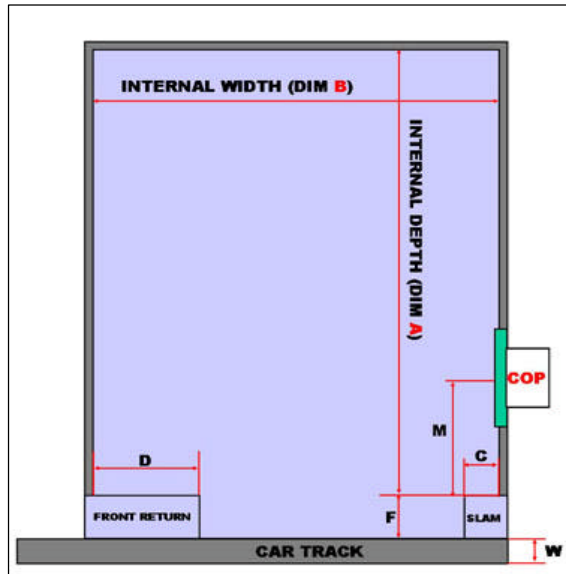 INTERNAL WIDTH (DIM B)
INTERNAL DEPTH (DIM A)
COP
M
C
D
F
FRONT RETURN
SLAM
CAR TRACK
W